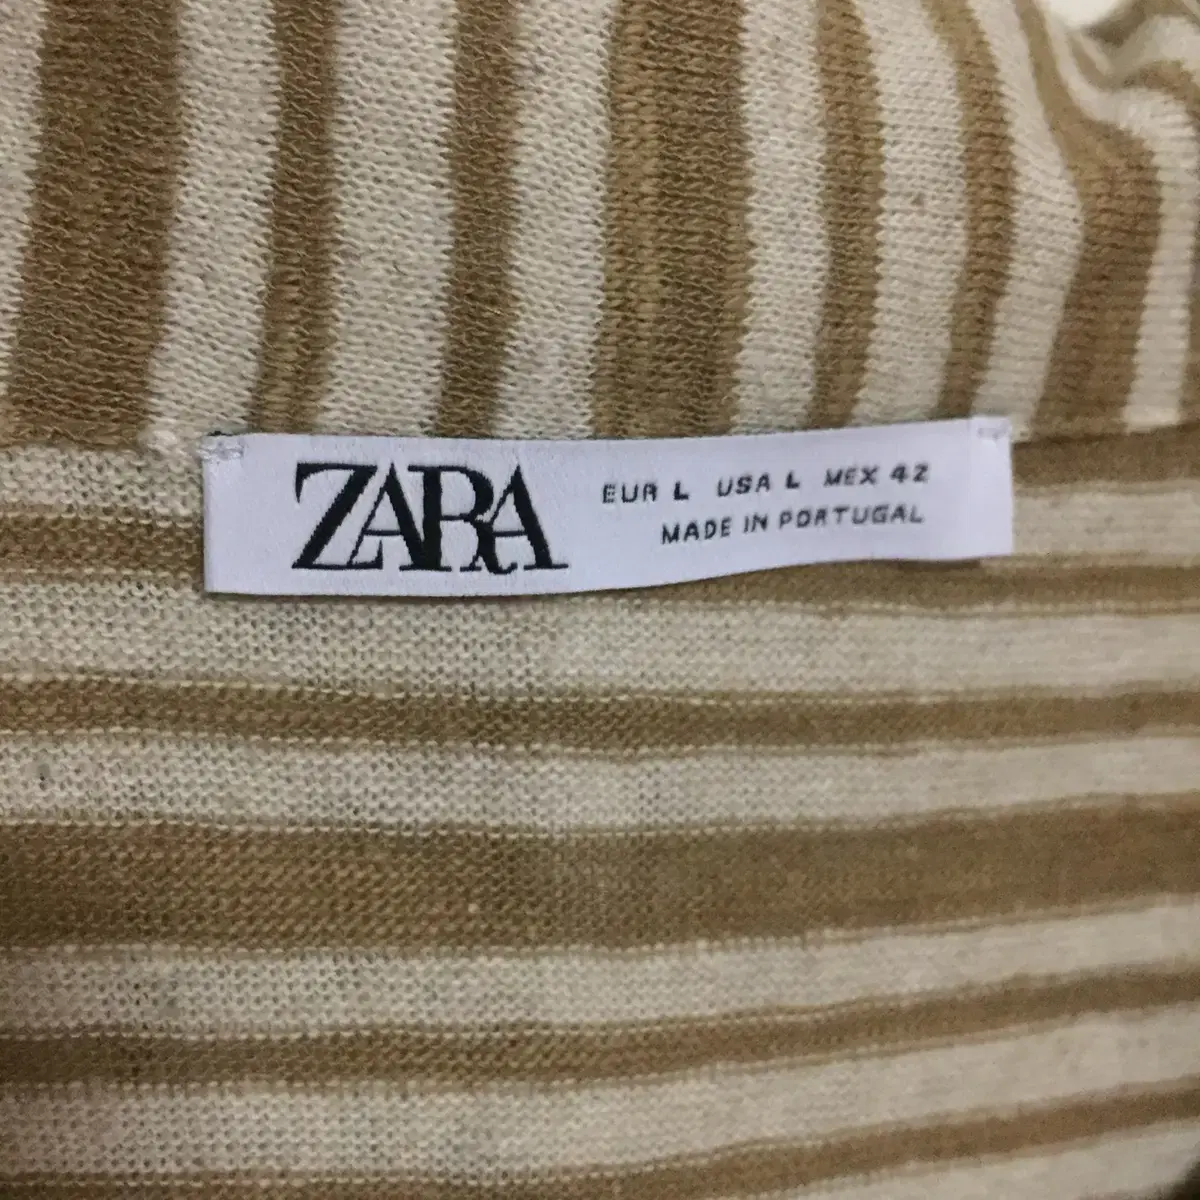 ZARA
EUR L USA L MEX 42
MADE IN PORTUGAL